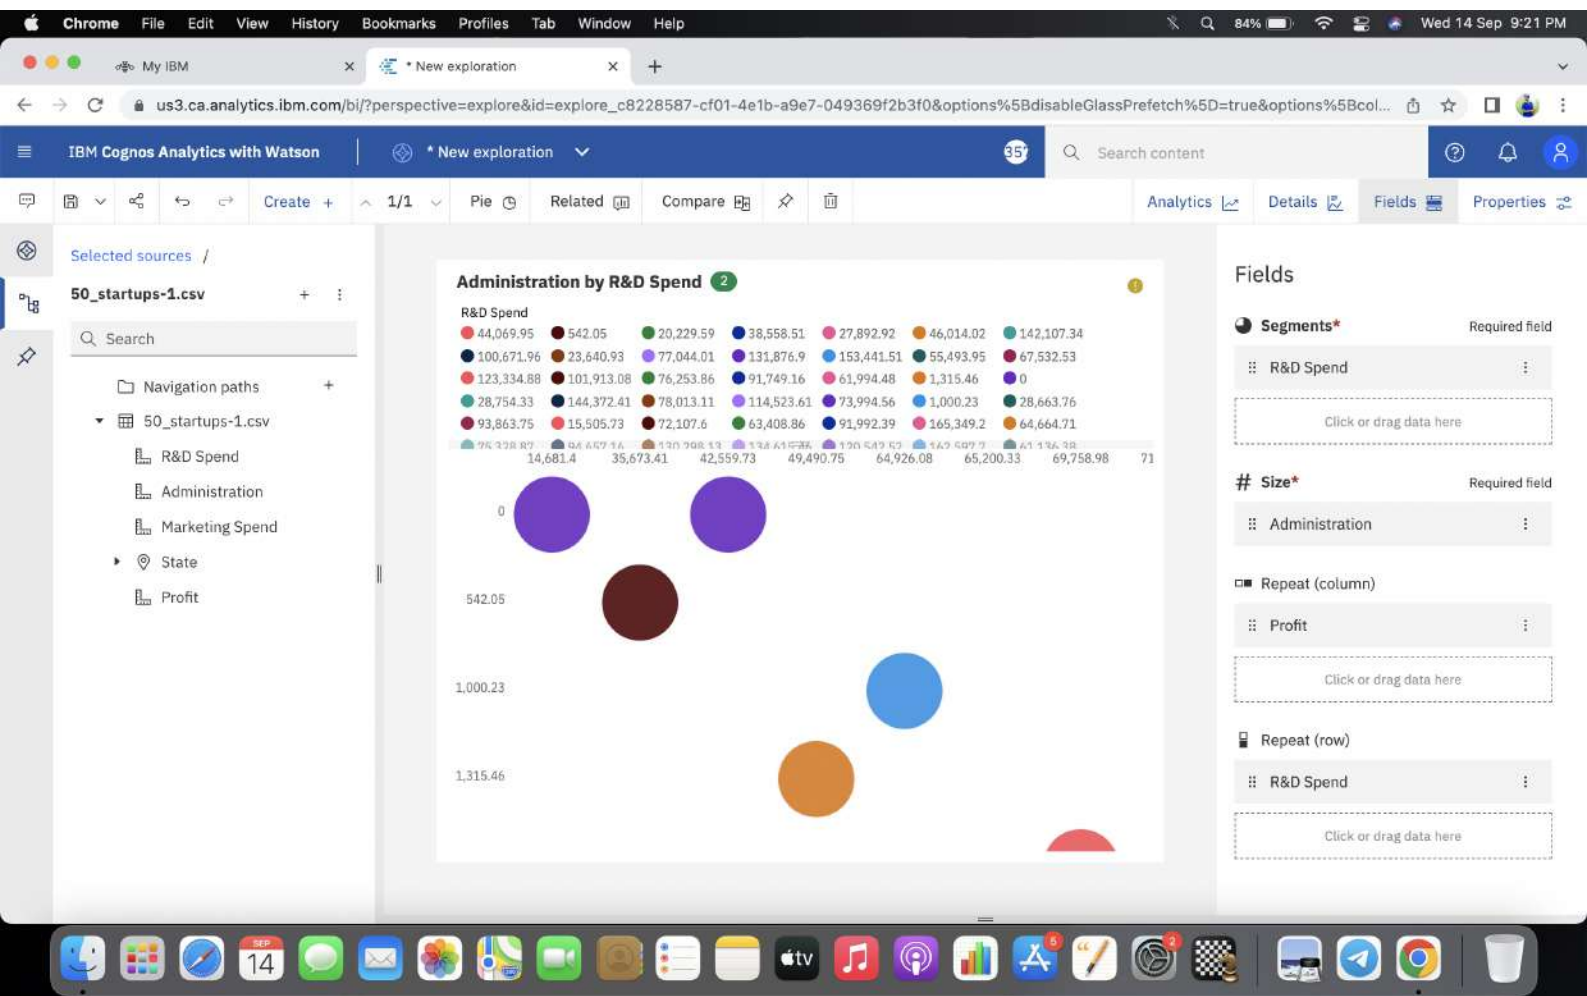 Chrome File Edit View History Bookmarks Profiles Tab Window Help 84% Wed 14 Sep 9:21 PM
My IBM * New exploration
us3.ca.analytics.ibm.com/bi/?perspective=explore&id=explore_c8228587-cf01-4e1b-a9e7-049369f2b3f0&options%5BdisableGlassPrefetch%5D=true&options%5Bcol...
IBM Cognos Analytics with Watson * New exploration Search content
Create + 1/1 Pie Related Compare Analytics Details Fields Properties
Selected sources /
50_startups-1.csv
Search
Navigation paths
50_startups-1.csv
R&D Spend
Administration
Marketing Spend
State
Profit
Administration by R&D Spend 2
R&D Spend
44,069.95 542.05 20,229.59 38,558.51 27,892.92 46,014.02 142,107.34
100,671.96 23,640.93 77,044.01 131,876.9 153,441.51 55,493.95 67,532.53
123,334.88 101,913.08 76,253.86 91,749.16 61,994.48 1,315.46 0
28,754.33 144,372.41 78,013.11 114,523.61 73,994.56 1,000.23 28,663.76
93,863.75 15,505.73 72,107.6 63,408.86 91,992.39 165,349.2 64,664.71
14,681.4 35,673.41 42,559.73 49,490.75 64,926.08 65,200.33 69,758.98 71
0
542.05
1,000.23
1,315.46
Fields
Segments* Required field
R&D Spend
Click or drag data here
Size* Required field
Administration
Repeat (column)
Profit
Click or drag data here
Repeat (row)
R&D Spend
Click or drag data here
SEP
14
tv
5
2